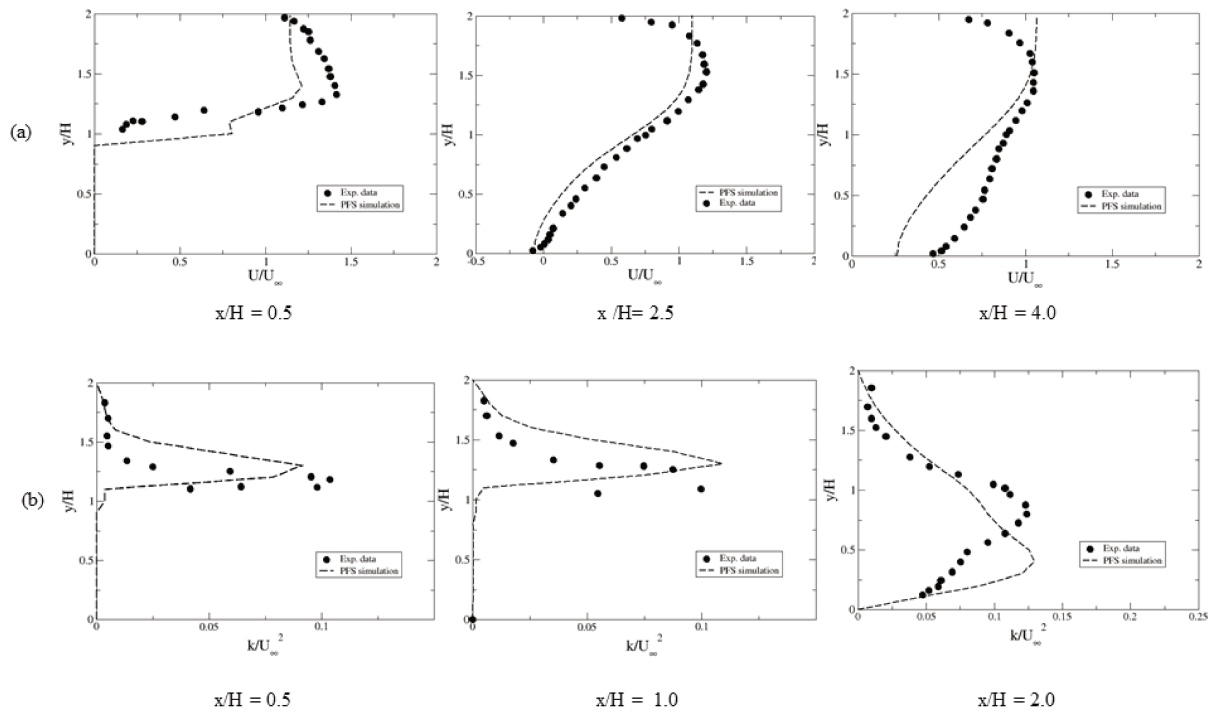 (a)
2
1.5
1
0.5
0
y/H
0
0.5
1
1.5
2
U/U∞
Exp. data
PFS simulation
x/H = 0.5
2
1.5
1
0.5
0
y/H
-0.5
0
0.5
1
1.5
2
U/U∞
PFS simulation
Exp. data
x /H= 2.5
2
1.5
1
0.5
0
y/H
0
0.5
1
1.5
2
U/U∞
Exp. data
PFS simulation
x/H = 4.0
(b)
2
1.5
1
0.5
0
y/H
0
0.05
0.1
k/U∞²
Exp. data
PFS simulation
x/H = 0.5
2
1.5
1
0.5
0
y/H
0
0.05
0.1
k/U∞²
Exp. data
PFS simulation
x/H = 1.0
2
1.5
1
0.5
0
y/H
0
0.05
0.1
0.15
0.2
0.25
k/U∞²
Exp. data
PFS simulation
x/H = 2.0